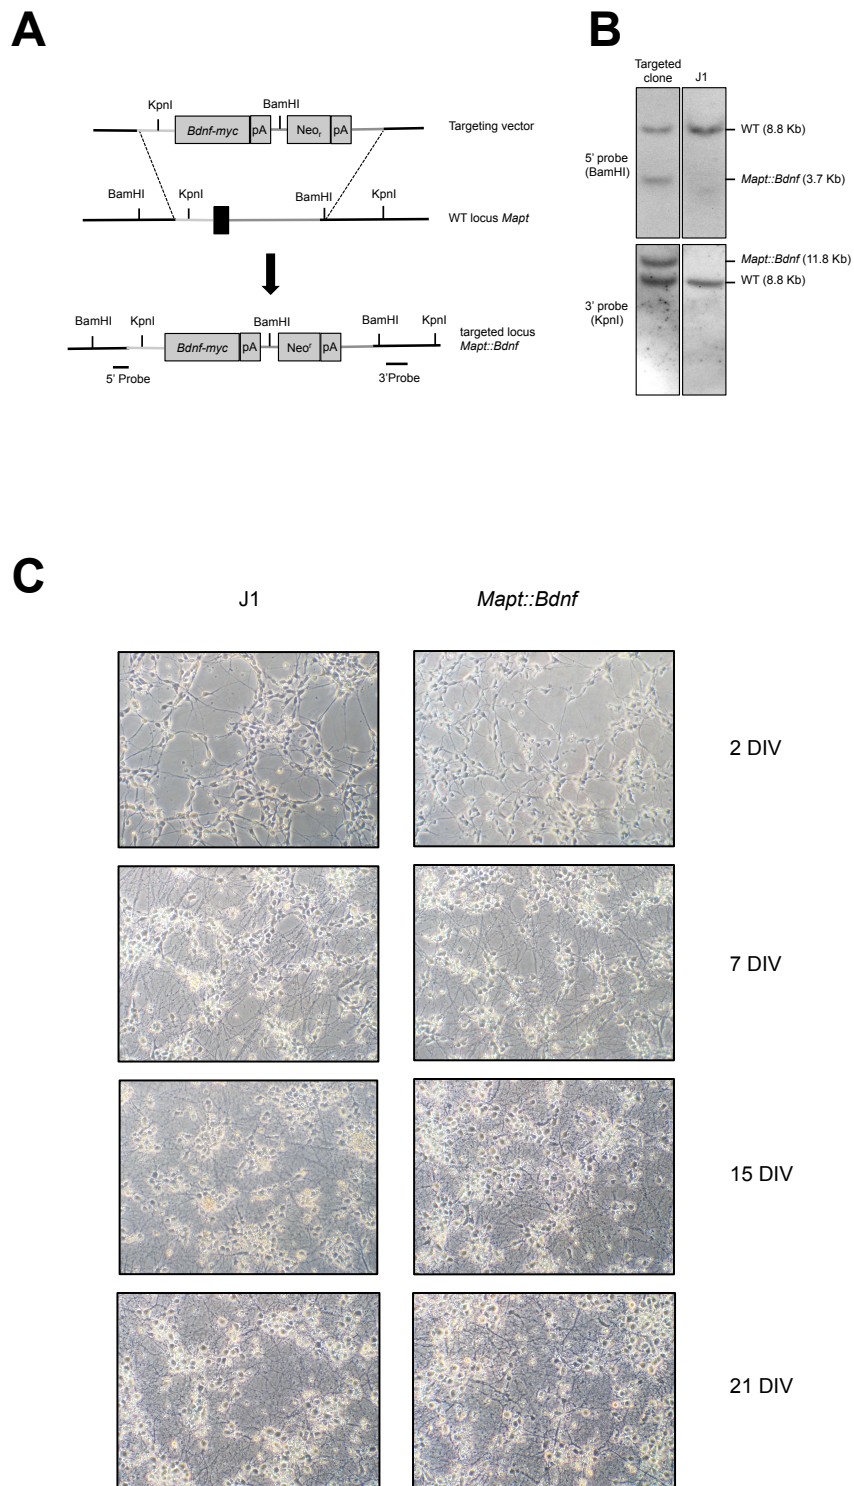 A
KpnI
BamHI
Bdnf-myc
pA
Neor
pA
Targeting vector
BamHI
KpnI
BamHI
KpnI
WT locus Mapt
BamHI
KpnI
BamHI
BamHI
KpnI
Bdnf-myc
pA
Neor
pA
targeted locus
Mapt::Bdnf
5' Probe
3'Probe
B
Targeted
clone
J1
5' probe
(BamHI)
WT (8.8 Kb)
Mapt::Bdnf (3.7 Kb)
3' probe
(KpnI)
Mapt::Bdnf (11.8 Kb)
WT (8.8 Kb)
C
J1
Mapt::Bdnf
2 DIV
7 DIV
15 DIV
21 DIV